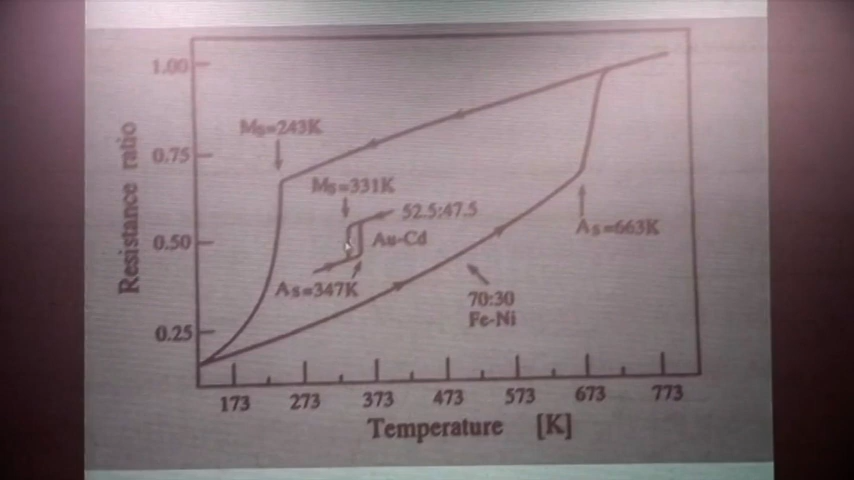 1.00
0.75
0.50
0.25
Resistance ratio
Ms=243K
Ms=331K
52.5:47.5
Au-Cd
As=347K
As=663K
70:30
Fe-Ni
173 273 373 473 573 673 773
Temperature [K]